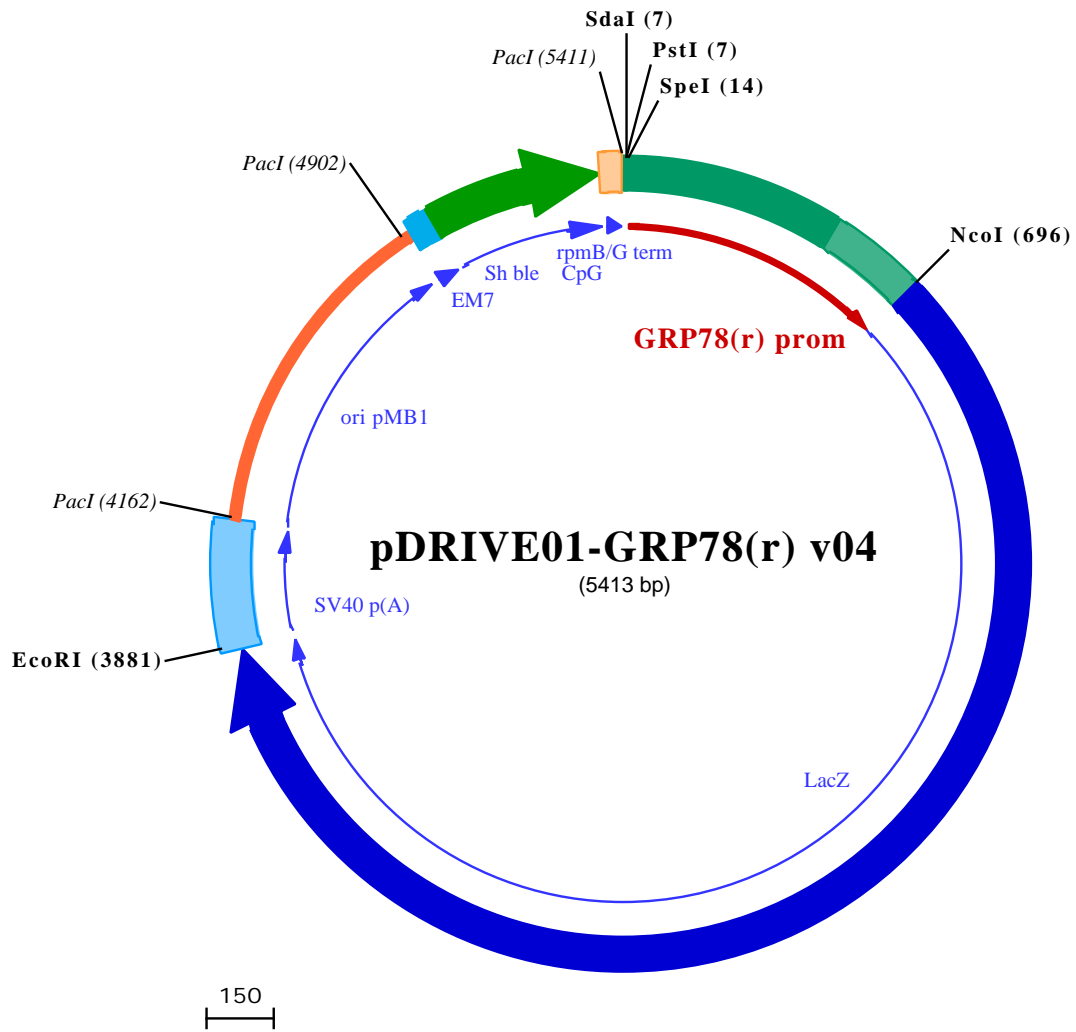 SdaI (7)
PacI (5411)
PstI (7)
SpeI (14)
PacI (4902)
NcoI (696)
rpmB/G term
Sh ble CpG
EM7
GRP78(r) prom
ori pMB1
PacI (4162)
pDRIVE01-GRP78(r) v04
(5413 bp)
SV40 p(A)
EcoRI (3881)
LacZ
150